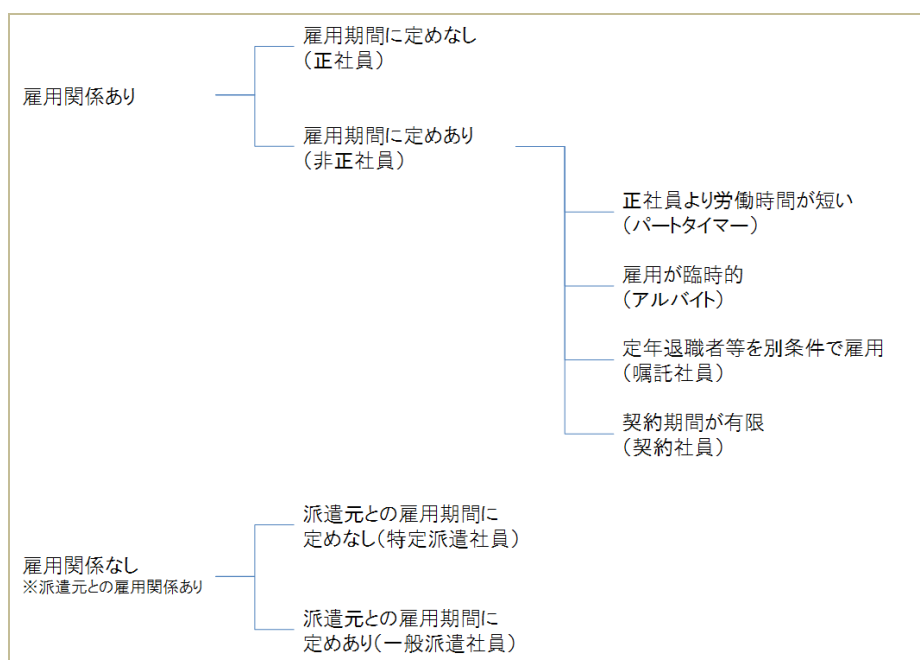 雇用期間に定めなし
（正社員）
雇用関係あり
雇用期間に定めあり
（非正社員）
正社員より労働時間が短い
（パートタイマー）
雇用が臨時的
（アルバイト）
定年退職者等を別条件で雇用
（嘱託社員）
契約期間が有限
（契約社員）
派遣元との雇用期間に
定めなし（特定派遣社員）
雇用関係なし
※派遣元との雇用関係あり
派遣元との雇用期間に
定めあり（一般派遣社員）